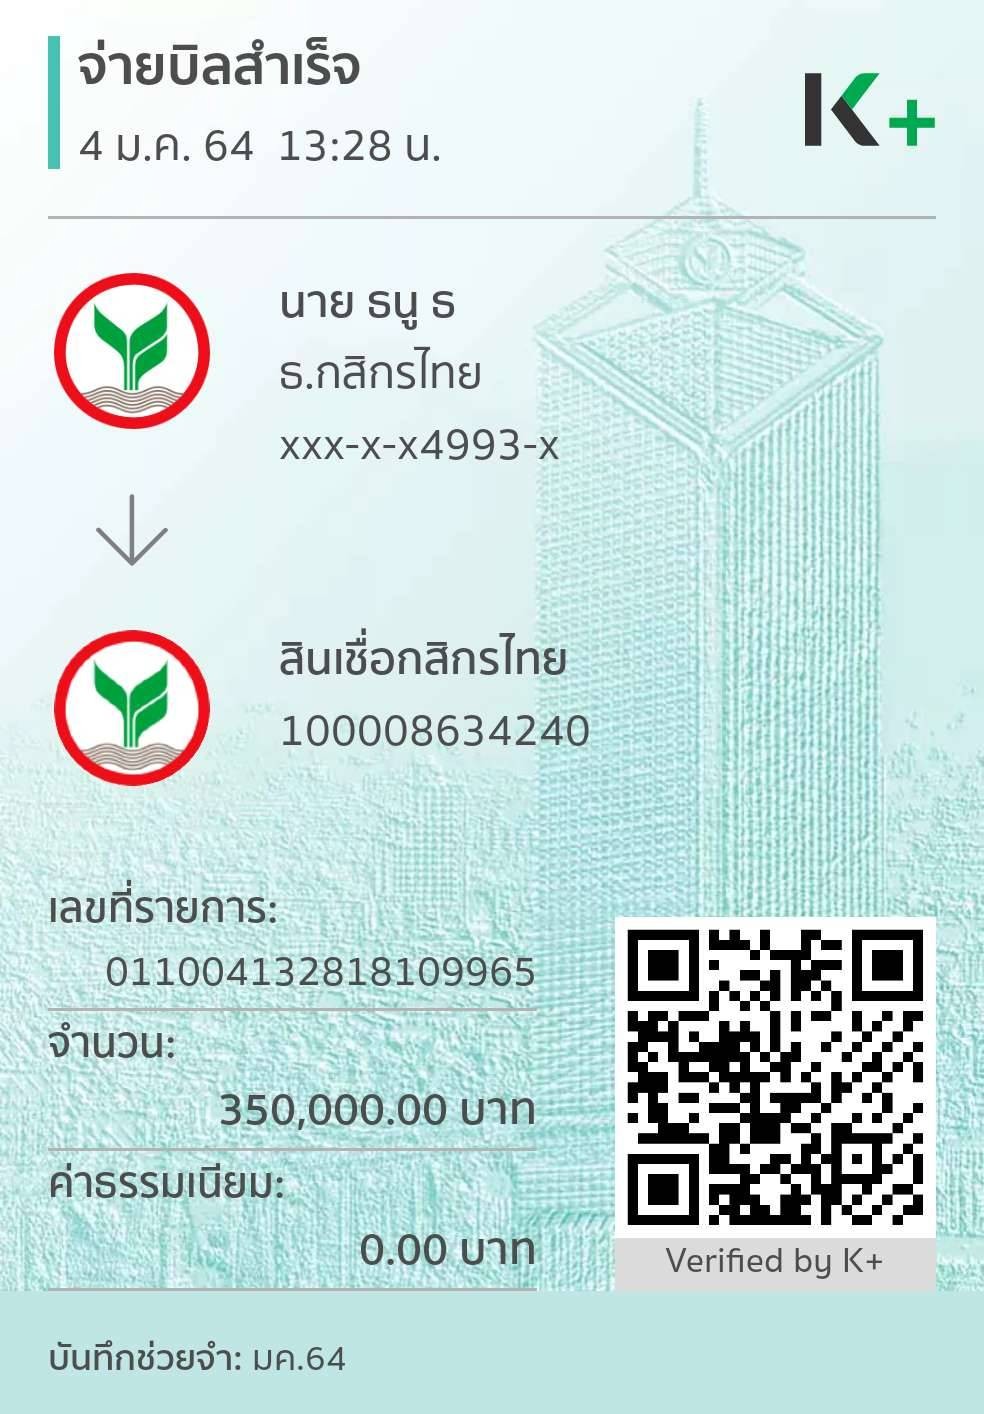 จ่ายบิลสำเร็จ
4 ม.ค. 64 13:28 น.
K+
นาย ธนู ธ
ธ.กสิกรไทย
xxx-x-x4993-x
สินเชื่อกสิกรไทย
100008634240
เลขที่รายการ:
011004132818109965
จำนวน:
350,000.00 บาท
ค่าธรรมเนียม:
0.00 บาท
Verified by K+
บันทึกช่วยจำ: มค.64